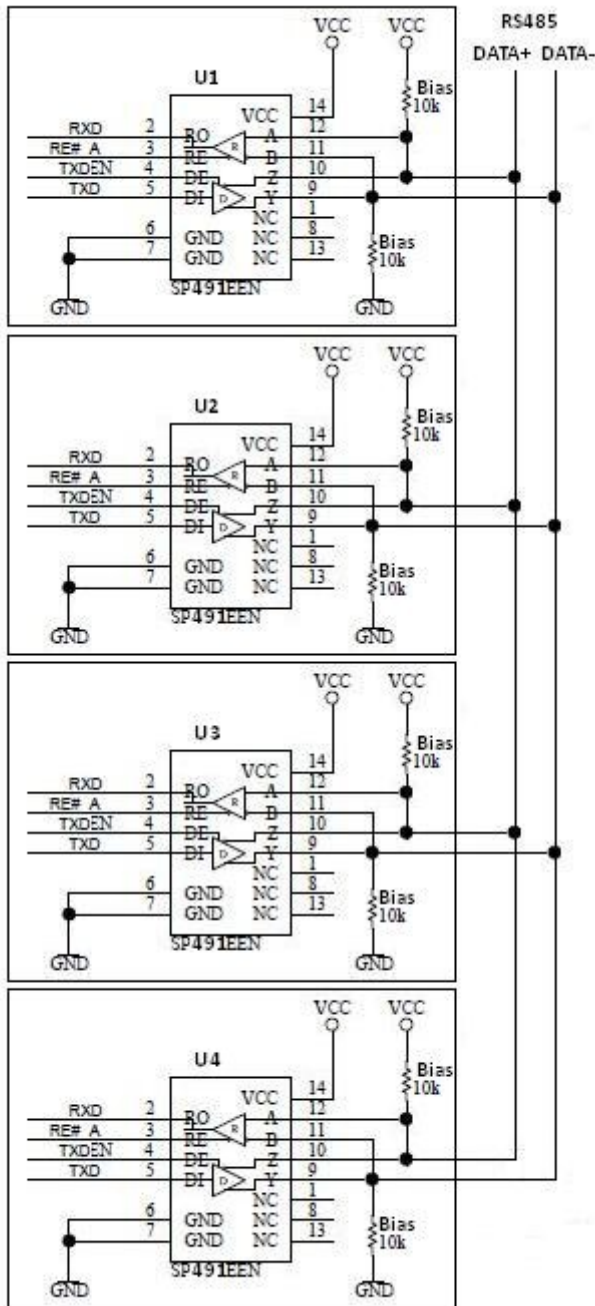 RS485
DATA+ DATA-
VCC VCC
U1
Bias
10k
VCC 14
RXD 2 RO A 12
RE# A 3 RE B 11
TXDEN 4 DE Z 10
TXD 5 DI Y 9
R
D
NC 1
6 GND NC 8
7 GND NC 13
Bias
10k
SP491EEN
GND GND
VCC VCC
U2
Bias
10k
VCC 14
RXD 2 RO A 12
RE# A 3 RE B 11
TXDEN 4 DE Z 10
TXD 5 DI Y 9
R
D
NC 1
6 GND NC 8
7 GND NC 13
Bias
10k
SP491EEN
GND GND
VCC VCC
U3
Bias
10k
VCC 14
RXD 2 RO A 12
RE# A 3 RE B 11
TXDEN 4 DE Z 10
TXD 5 DI Y 9
R
D
NC 1
6 GND NC 8
7 GND NC 13
Bias
10k
SP491EEN
GND GND
VCC VCC
U4
Bias
10k
VCC 14
RXD 2 RO A 12
RE# A 3 RE B 11
TXDEN 4 DE Z 10
TXD 5 DI Y 9
R
D
NC 1
6 GND NC 8
7 GND NC 13
Bias
10k
SP491EEN
GND GND